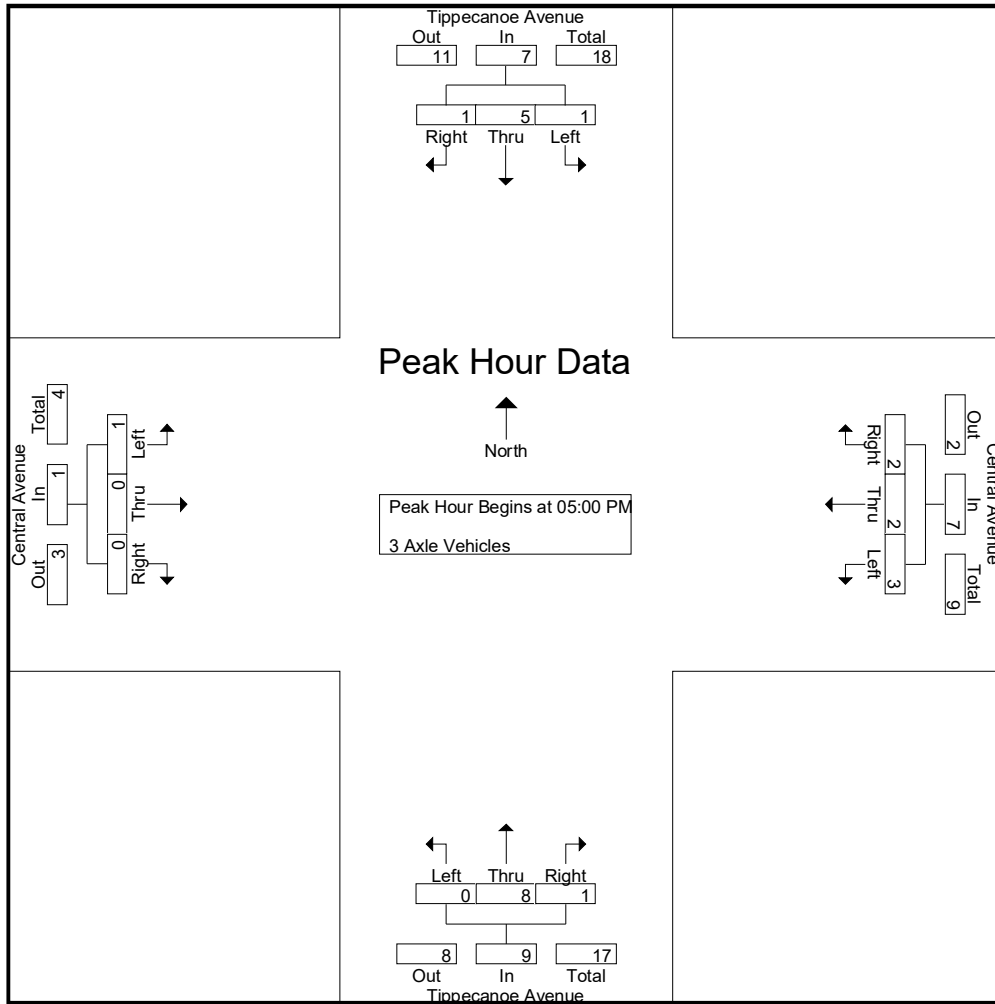 Tippecanoe Avenue
Out In Total
11 7 18
1 5 1
Right Thru Left
Peak Hour Data
North
Peak Hour Begins at 05:00 PM
3 Axle Vehicles
Central Avenue
Out In Total
3 1 4
Right Thru Left
0 0 1
Central Avenue
Out In Total
2 7 9
Right Thru Left
2 2 3
Left Thru Right
0 8 1
8 9 17
Out In Total
Tippecanoe Avenue